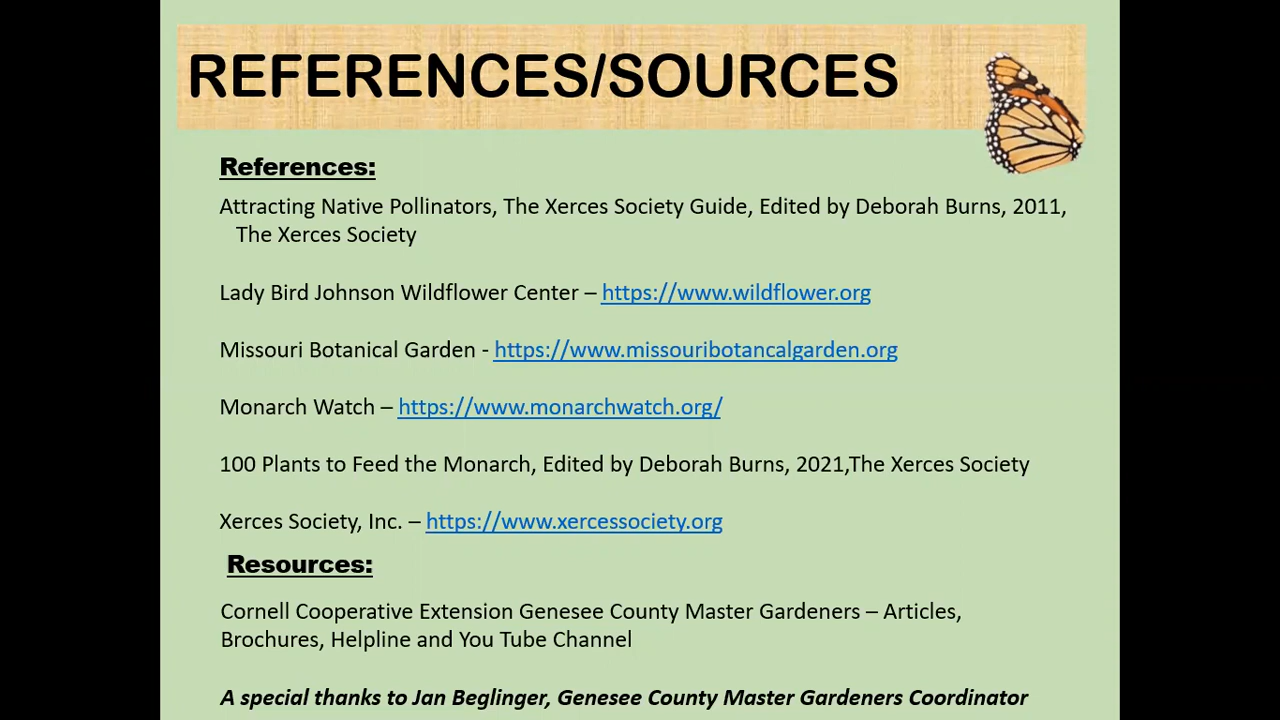 REFERENCES/SOURCES
References:
Attracting Native Pollinators, The Xerces Society Guide, Edited by Deborah Burns, 2011,
The Xerces Society
Lady Bird Johnson Wildflower Center – https://www.wildflower.org
Missouri Botanical Garden - https://www.missouribotancalgarden.org
Monarch Watch – https://www.monarchwatch.org/
100 Plants to Feed the Monarch, Edited by Deborah Burns, 2021,The Xerces Society
Xerces Society, Inc. – https://www.xercessociety.org
Resources:
Cornell Cooperative Extension Genesee County Master Gardeners – Articles,
Brochures, Helpline and You Tube Channel
A special thanks to Jan Beglinger, Genesee County Master Gardeners Coordinator